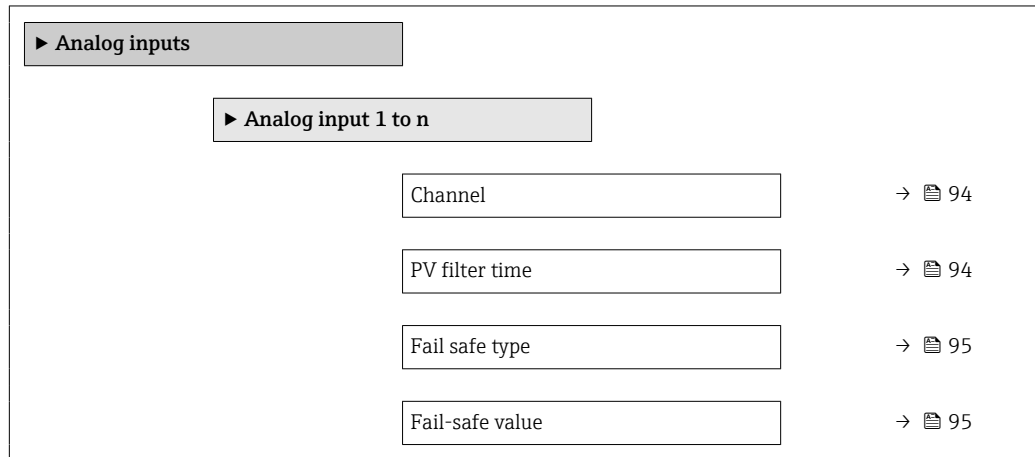 ▶ Analog inputs
▶ Analog input 1 to n
Channel → 94
PV filter time → 94
Fail safe type → 95
Fail-safe value → 95